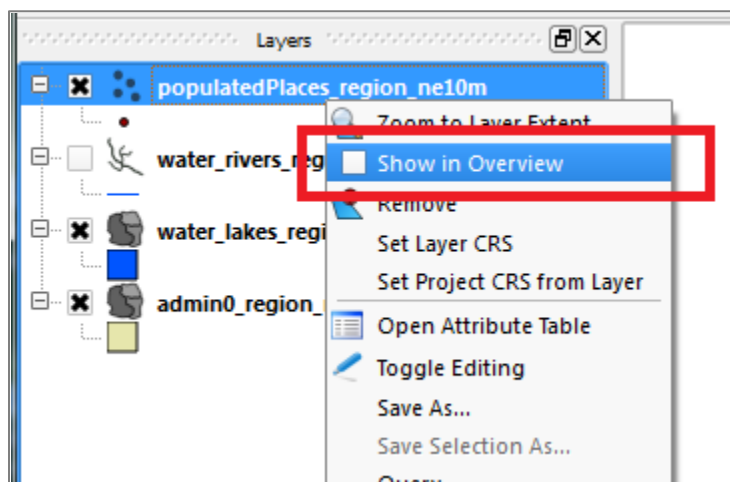 Layers
populatedPlaces_region_ne10m
Zoom to Layer Extent
water_rivers_reg
Show in Overview
Remove
water_lakes_regi
Set Layer CRS
Set Project CRS from Layer
admin0_region_
Open Attribute Table
Toggle Editing
Save As...
Save Selection As...
Query...